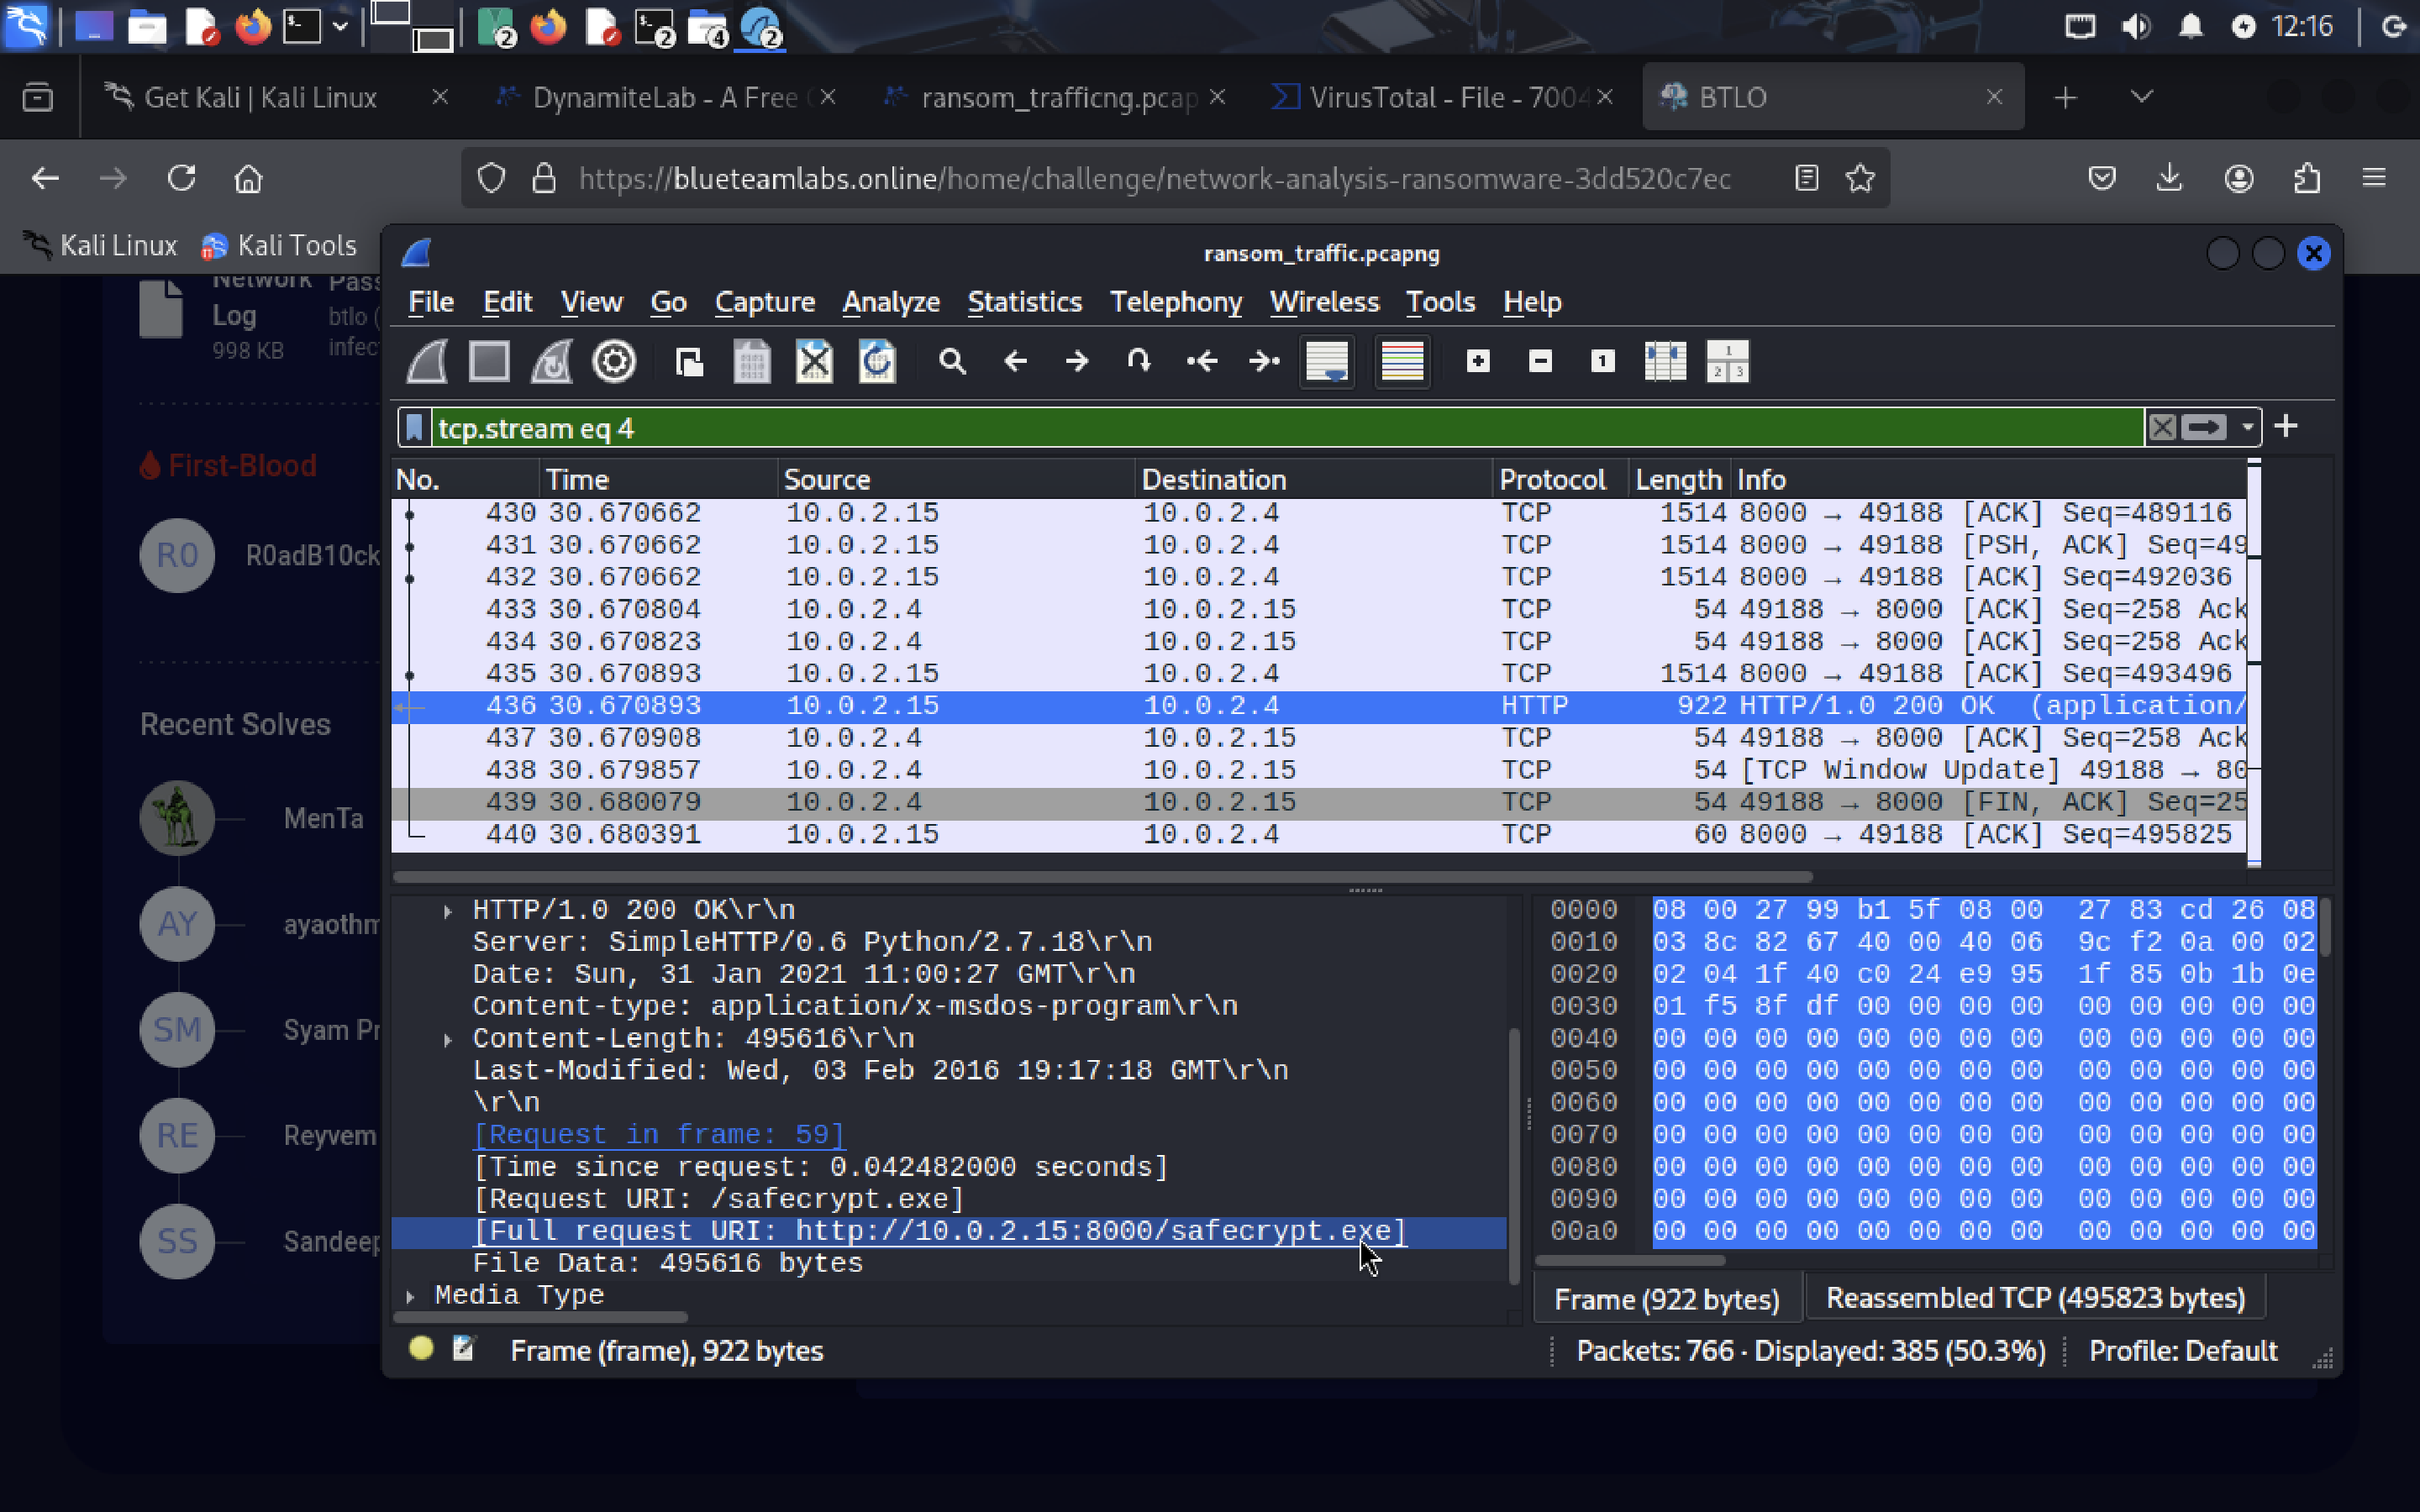 2 2 4 2 12:16
Get Kali | Kali Linux DynamiteLab - A Free ransom_trafficng.pcap VirusTotal - File - 7004 BTLO
https://blueteamlabs.online/home/challenge/network-analysis-ransomware-3dd520c7ec
Kali Linux Kali Tools
Network Pass
Log btlo (
998 KB infec
First-Blood
R0 R0adB10ck
Recent Solves
MenTa
AY ayaothm
SM Syam Pr
RE Reyvem
SS Sandeep
ransom_traffic.pcapng
File Edit View Go Capture Analyze Statistics Telephony Wireless Tools Help
tcp.stream eq 4
No. Time Source Destination Protocol Length Info
430 30.670662 10.0.2.15 10.0.2.4 TCP 1514 8000 → 49188 [ACK] Seq=489116
431 30.670662 10.0.2.15 10.0.2.4 TCP 1514 8000 → 49188 [PSH, ACK] Seq=49
432 30.670662 10.0.2.15 10.0.2.4 TCP 1514 8000 → 49188 [ACK] Seq=492036
433 30.670804 10.0.2.4 10.0.2.15 TCP 54 49188 → 8000 [ACK] Seq=258 Ack
434 30.670823 10.0.2.4 10.0.2.15 TCP 54 49188 → 8000 [ACK] Seq=258 Ack
435 30.670893 10.0.2.15 10.0.2.4 TCP 1514 8000 → 49188 [ACK] Seq=493496
436 30.670893 10.0.2.15 10.0.2.4 HTTP 922 HTTP/1.0 200 OK (application/
437 30.670908 10.0.2.4 10.0.2.15 TCP 54 49188 → 8000 [ACK] Seq=258 Ack
438 30.679857 10.0.2.4 10.0.2.15 TCP 54 [TCP Window Update] 49188 → 80
439 30.680079 10.0.2.4 10.0.2.15 TCP 54 49188 → 8000 [FIN, ACK] Seq=25
440 30.680391 10.0.2.15 10.0.2.4 TCP 60 8000 → 49188 [ACK] Seq=495825
HTTP/1.0 200 OK\r\n
Server: SimpleHTTP/0.6 Python/2.7.18\r\n
Date: Sun, 31 Jan 2021 11:00:27 GMT\r\n
Content-type: application/x-msdos-program\r\n
Content-Length: 495616\r\n
Last-Modified: Wed, 03 Feb 2016 19:17:18 GMT\r\n
\r\n
[Request in frame: 59]
[Time since request: 0.042482000 seconds]
[Request URI: /safecrypt.exe]
[Full request URI: http://10.0.2.15:8000/safecrypt.exe]
File Data: 495616 bytes
Media Type
0000 08 00 27 99 b1 5f 08 00 27 83 cd 26 08
0010 03 8c 82 67 40 00 40 06 9c f2 0a 00 02
0020 02 04 1f 40 c0 24 e9 95 1f 85 0b 1b 0e
0030 01 f5 8f df 00 00 00 00 00 00 00 00 00
0040 00 00 00 00 00 00 00 00 00 00 00 00 00
0050 00 00 00 00 00 00 00 00 00 00 00 00 00
0060 00 00 00 00 00 00 00 00 00 00 00 00 00
0070 00 00 00 00 00 00 00 00 00 00 00 00 00
0080 00 00 00 00 00 00 00 00 00 00 00 00 00
0090 00 00 00 00 00 00 00 00 00 00 00 00 00
00a0 00 00 00 00 00 00 00 00 00 00 00 00 00
Frame (922 bytes) Reassembled TCP (495823 bytes)
Frame (frame), 922 bytes Packets: 766 · Displayed: 385 (50.3%) Profile: Default